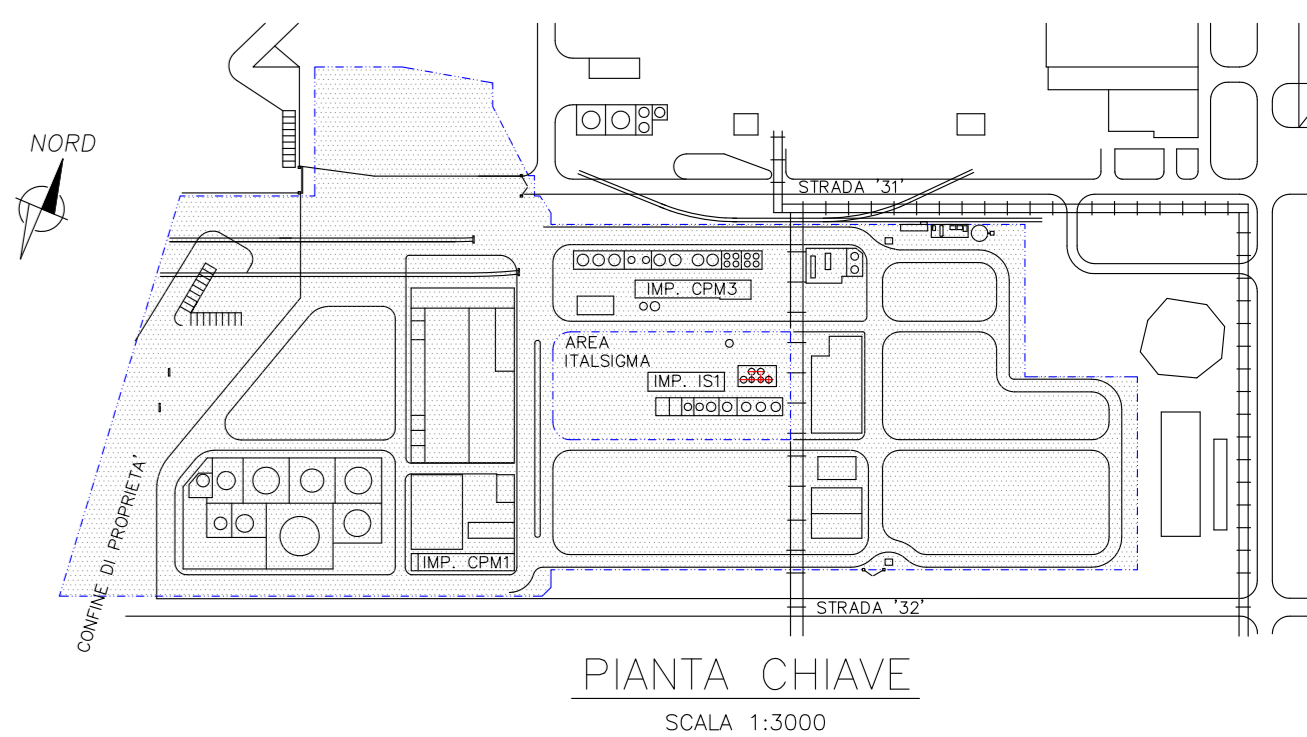 NORD
STRADA '31'
IMP. CPM3
AREA
ITALSIGMA
IMP. IS1
CONFINE DI PROPRIETA'
IMP. CPM1
STRADA '32'
PIANTA CHIAVE
SCALA 1:3000